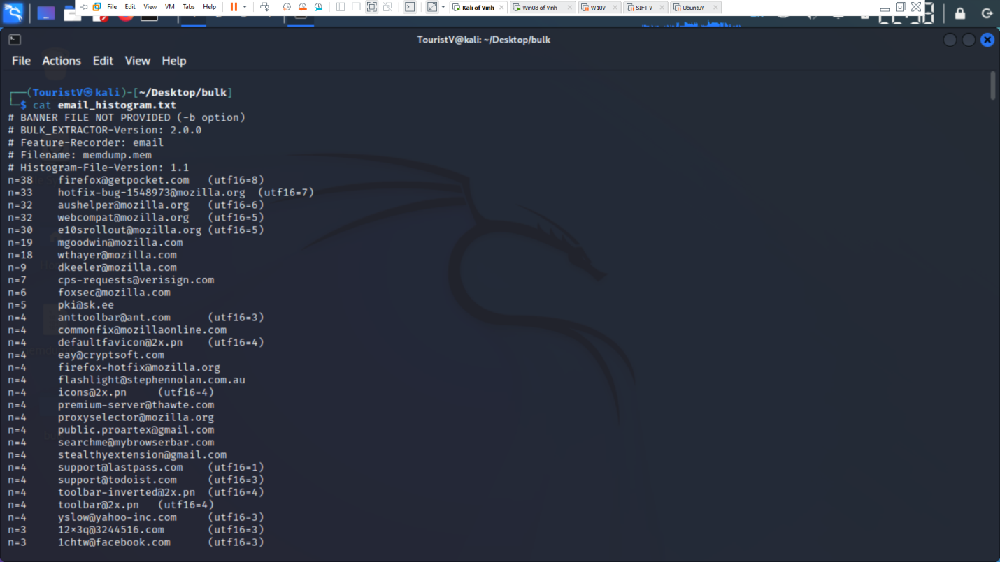 File Edit View VM Tabs Help
Kali of Vinh
Win08 of Vinh
W10V
SIFT V
UbuntuV
TouristV@kali: ~/Desktop/bulk
File Actions Edit View Help
┌──(TouristV㉿kali)-[~/Desktop/bulk]
└─$ cat email_histogram.txt
# BANNER FILE NOT PROVIDED (-b option)
# BULK_EXTRACTOR-Version: 2.0.0
# Feature-Recorder: email
# Filename: memdump.mem
# Histogram-File-Version: 1.1
n=38 firefox@getpocket.com (utf16=8)
n=33 hotfix-bug-1548973@mozilla.org (utf16=7)
n=32 aushelper@mozilla.org (utf16=6)
n=32 webcompat@mozilla.org (utf16=5)
n=30 e10srollout@mozilla.org (utf16=5)
n=19 mgoodwin@mozilla.com
n=18 wthayer@mozilla.com
n=9 dkeeler@mozilla.com
n=7 cps-requests@verisign.com
n=6 foxsec@mozilla.com
n=5 pki@sk.ee
n=4 anttoolbar@ant.com (utf16=3)
n=4 commonfix@mozillaonline.com
n=4 defaultfavicon@2x.pn (utf16=4)
n=4 eay@cryptsoft.com
n=4 firefox-hotfix@mozilla.org
n=4 flashlight@stephennolan.com.au
n=4 icons@2x.pn (utf16=4)
n=4 premium-server@thawte.com
n=4 proxyselector@mozilla.org
n=4 public.proartex@gmail.com
n=4 searchme@mybrowserbar.com
n=4 stealthyextension@gmail.com
n=4 support@lastpass.com (utf16=1)
n=4 support@todoist.com (utf16=3)
n=4 toolbar-inverted@2x.pn (utf16=4)
n=4 toolbar@2x.pn (utf16=4)
n=4 yslow@yahoo-inc.com (utf16=3)
n=3 12×3q@3244516.com (utf16=3)
n=3 1chtw@facebook.com (utf16=3)